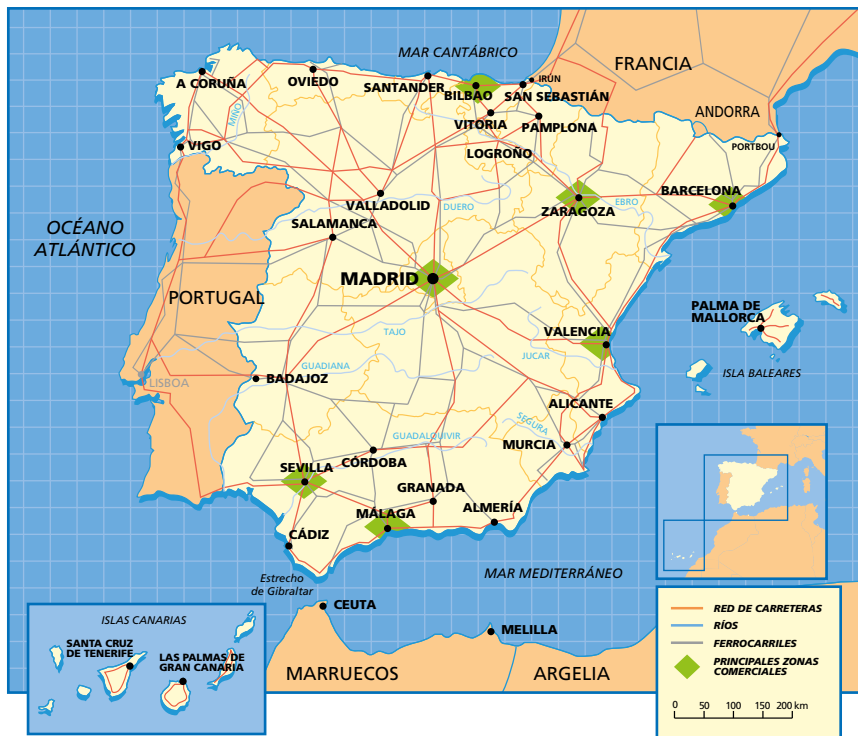 MAR CANTÁBRICO
FRANCIA
IRÚN
A CORUÑA
OVIEDO
SANTANDER
BILBAO
SAN SEBASTIÁN
MIÑO
VITORIA
PAMPLONA
ANDORRA
VIGO
LOGROÑO
PORTBOU
BARCELONA
VALLADOLID
DUERO
ZARAGOZA
EBRO
OCÉANO
ATLÁNTICO
SALAMANCA
MADRID
PORTUGAL
PALMA DE
MALLORCA
TAJO
VALENCIA
JUCAR
GUADIANA
ISLA BALEARES
LISBOA
BADAJOZ
ALICANTE
SEGURA
GUADALQUIVIR
MURCIA
SEVILLA
CÓRDOBA
GRANADA
MÁLAGA
ALMERÍA
CÁDIZ
Estrecho
de Gibraltar
MAR MEDITERRÁNEO
CEUTA
MELILLA
MARRUECOS
ARGELIA
ISLAS CANARIAS
SANTA CRUZ
DE TENERIFE
LAS PALMAS DE
GRAN CANARIA
RED DE CARRETERAS
RÍOS
FERROCARRILES
PRINCIPALES ZONAS
COMERCIALES
0 50 100 150 200 km